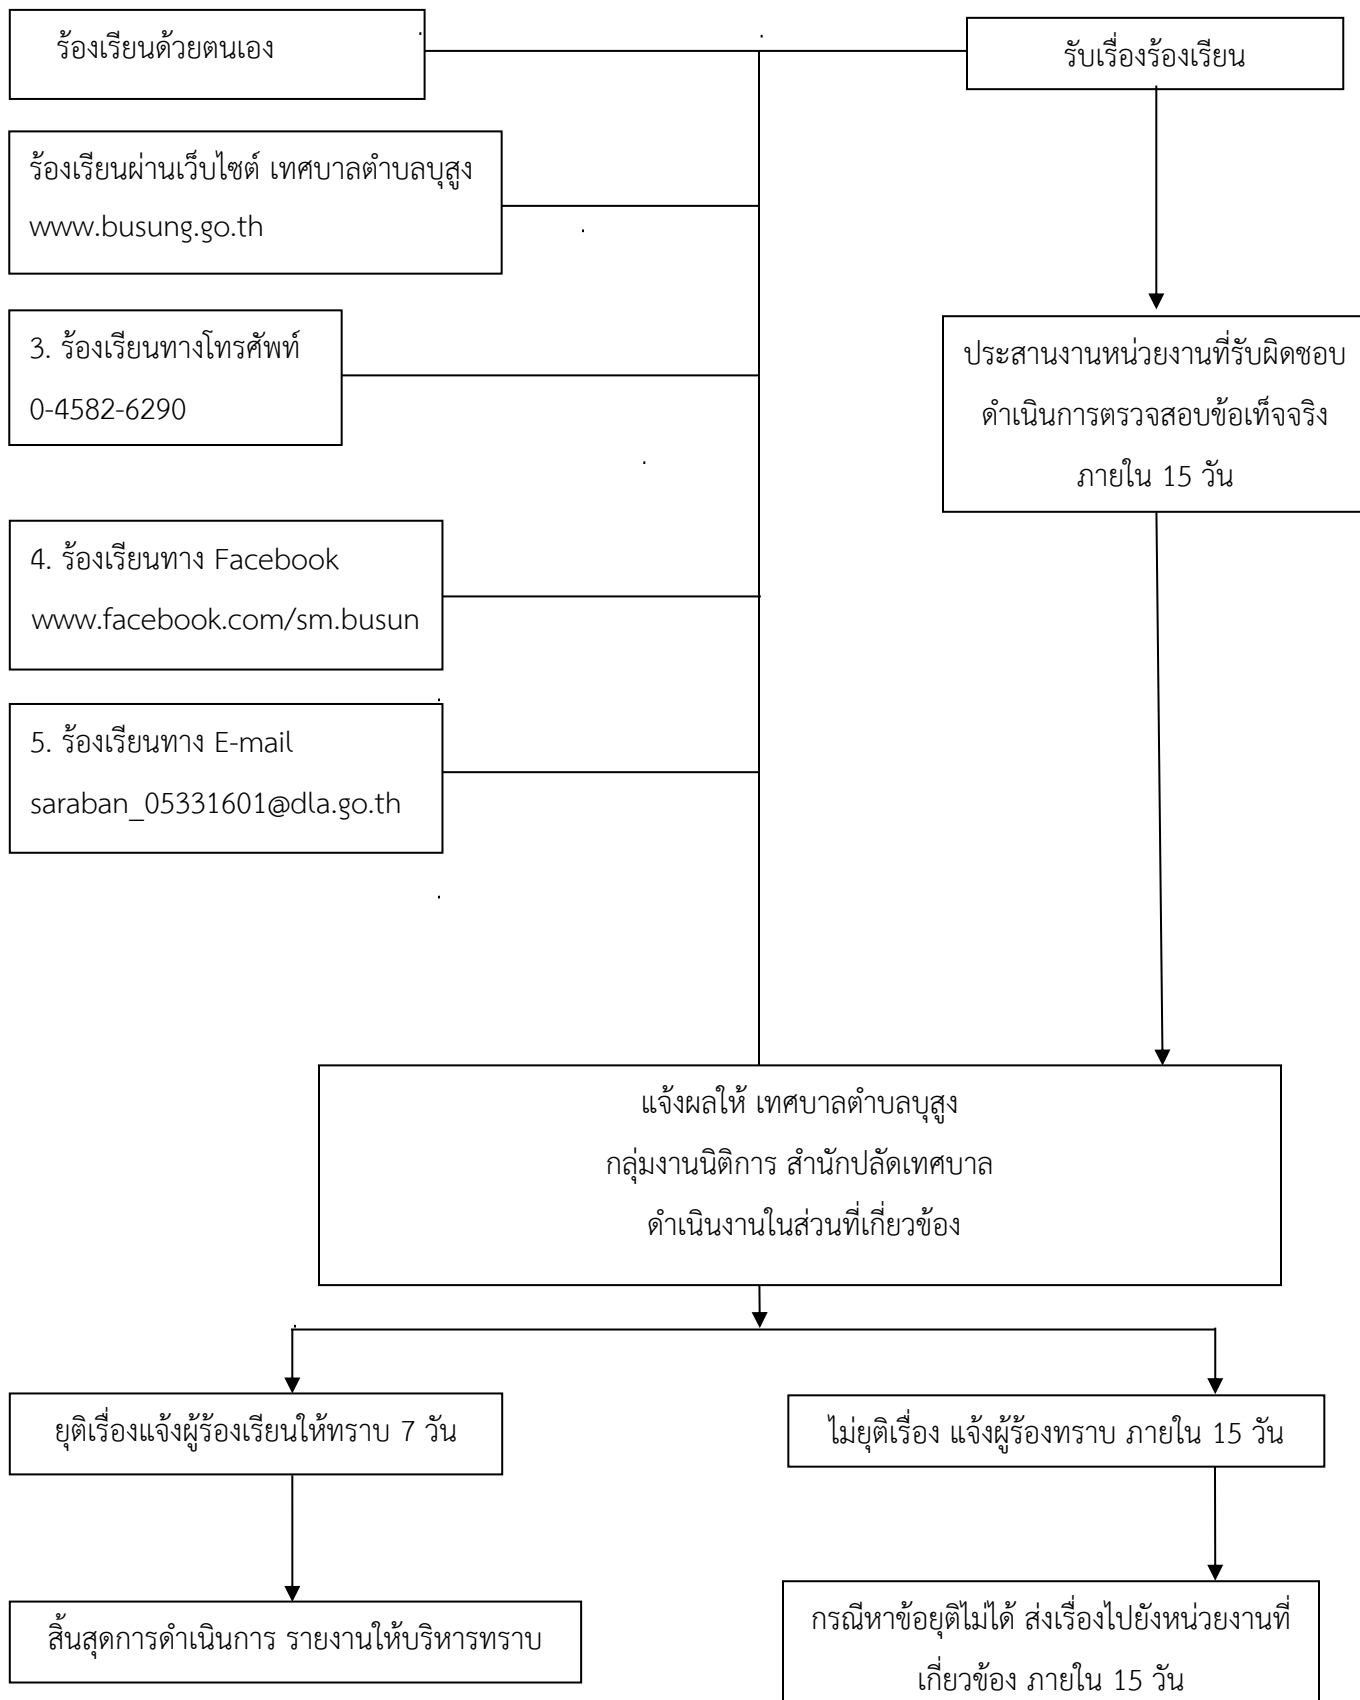 ร้องเรียนด้วยตนเอง
รับเรื่องร้องเรียน
ร้องเรียนผ่านเว็บไซต์ เทศบาลตำบลบุสูง
www.busung.go.th
3. ร้องเรียนทางโทรศัพท์
0-4582-6290
ประสานงานหน่วยงานที่รับผิดชอบ
ดำเนินการตรวจสอบข้อเท็จจริง
ภายใน 15 วัน
4. ร้องเรียนทาง Facebook
www.facebook.com/sm.busun
5. ร้องเรียนทาง E-mail
saraban_05331601@dla.go.th
แจ้งผลให้ เทศบาลตำบลบุสูง
กลุ่มงานนิติการ สำนักปลัดเทศบาล
ดำเนินงานในส่วนที่เกี่ยวข้อง
ยุติเรื่องแจ้งผู้ร้องเรียนให้ทราบ 7 วัน
ไม่ยุติเรื่อง แจ้งผู้ร้องทราบ ภายใน 15 วัน
สิ้นสุดการดำเนินการ รายงานให้บริหารทราบ
กรณีหาข้อยุติไม่ได้ ส่งเรื่องไปยังหน่วยงานที่
เกี่ยวข้อง ภายใน 15 วัน